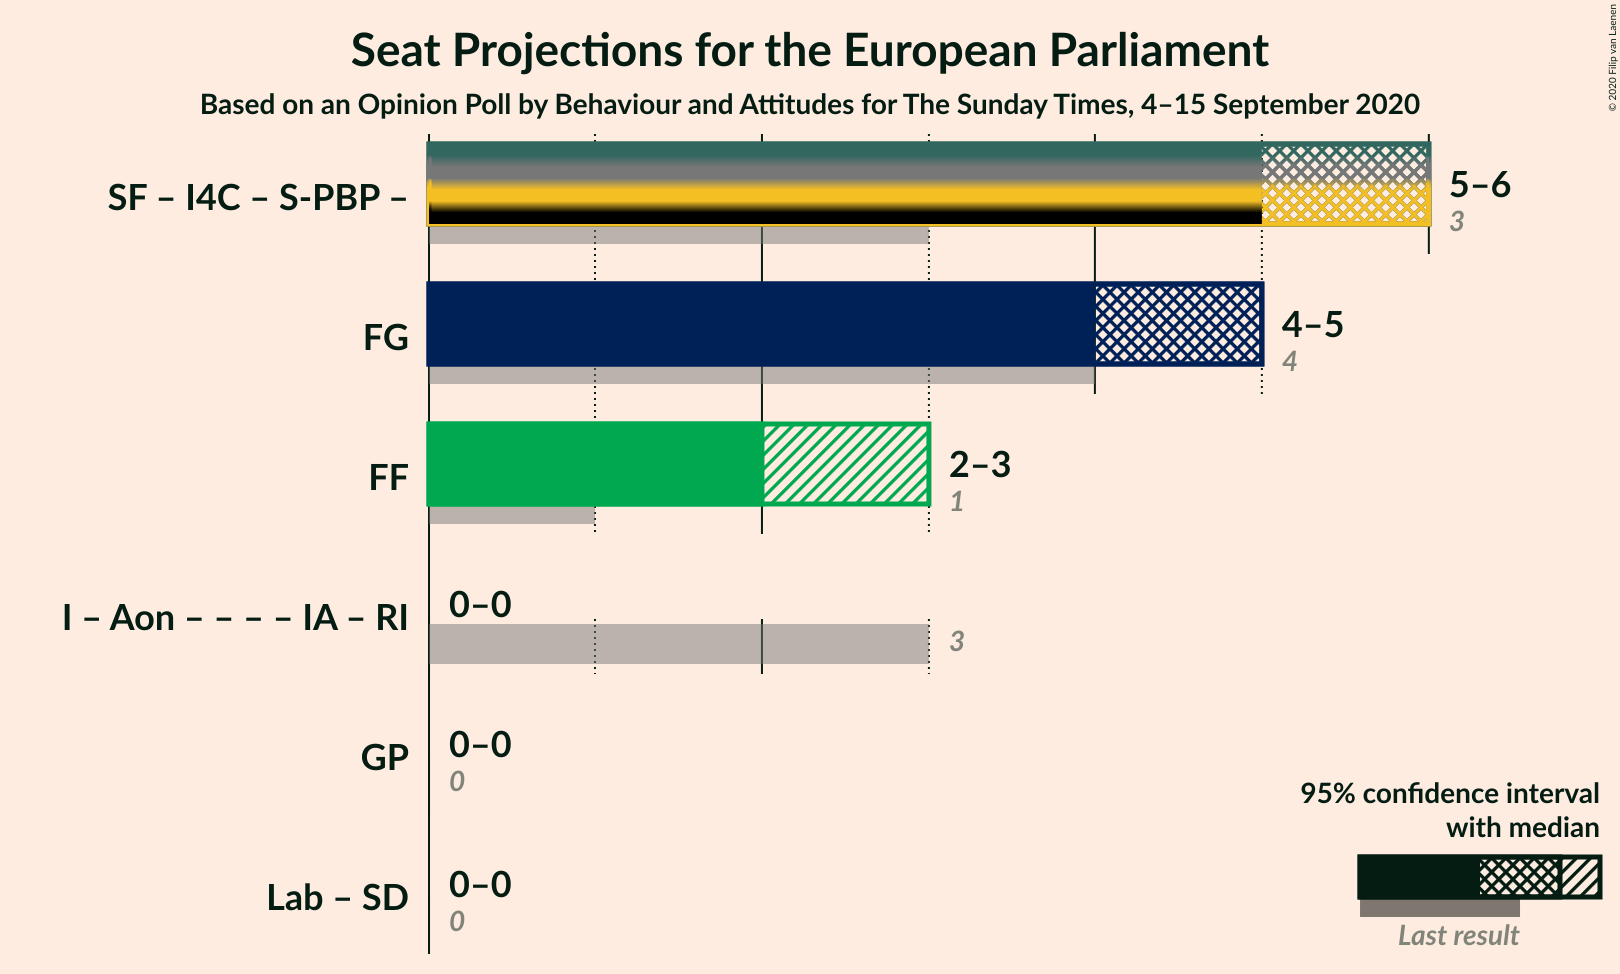 Seat Projections for the European Parliament
Based on an Opinion Poll by Behaviour and Attitudes for The Sunday Times, 4–15 September 2020
© 2020 Filip van Laenen
SF – I4C – S-PBP –
5–6
3
FG
4–5
4
FF
2–3
1
I – Aon – – – – IA – RI
0–0
3
GP
0–0
0
Lab – SD
0–0
0
95% confidence interval
with median
Last result